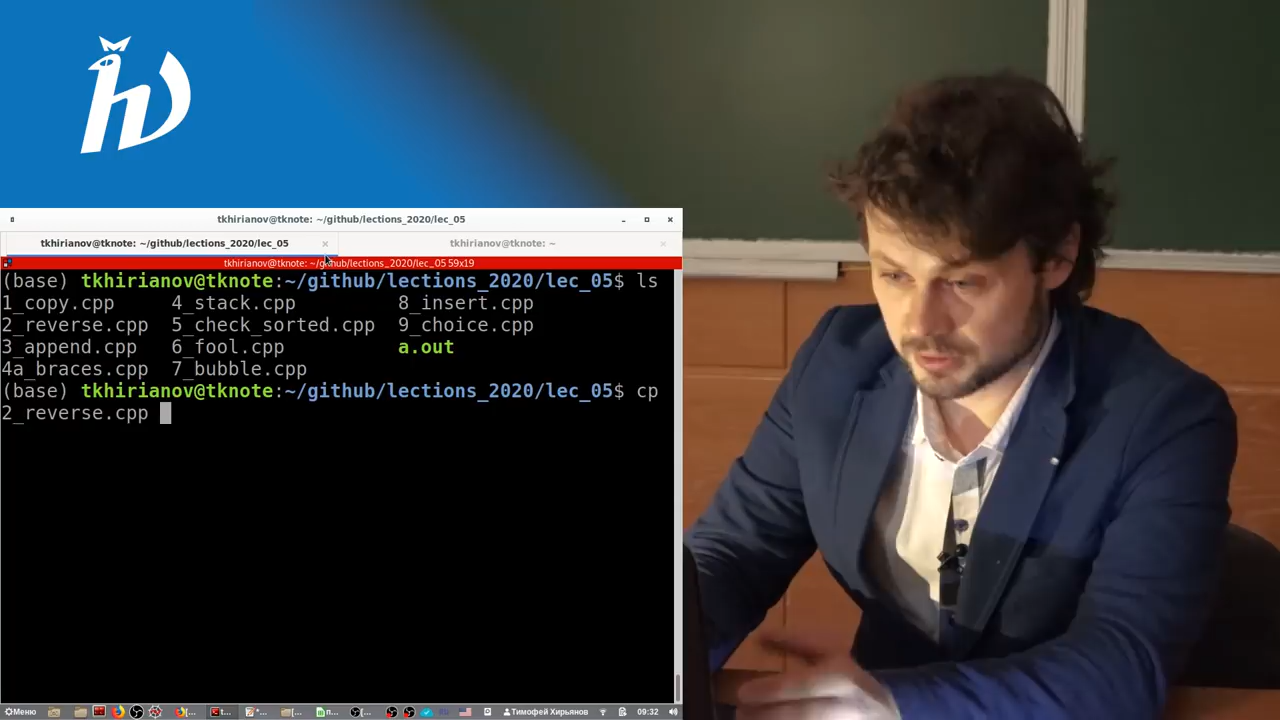 tkhirianov@tknote: ~/github/lections_2020/lec_05
tkhirianov@tknote: ~/github/lections_2020/lec_05
tkhirianov@tknote: ~
tkhirianov@tknote: ~/github/lections_2020/lec_05 59x19
(base) tkhirianov@tknote:~/github/lections_2020/lec_05$ ls
1_copy.cpp 4_stack.cpp 8_insert.cpp
2_reverse.cpp 5_check_sorted.cpp 9_choice.cpp
3_append.cpp 6_fool.cpp a.out
4a_braces.cpp 7_bubble.cpp
(base) tkhirianov@tknote:~/github/lections_2020/lec_05$ cp
2_reverse.cpp
Меню Тимофей Хирьянов 09:32